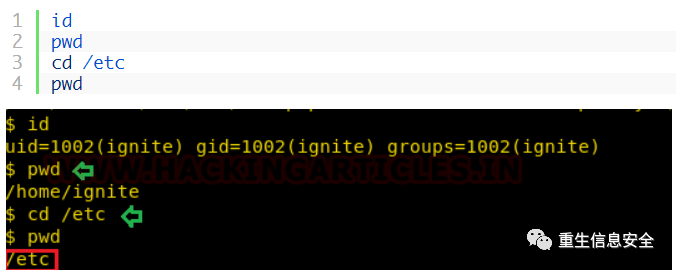 1 id
2 pwd
3 cd /etc
4 pwd
$ id
uid=1002(ignite) gid=1002(ignite) groups=1002(ignite)
$ pwd
WWW.HACKINGARTICLES.IN
/home/ignite
$ cd /etc
$ pwd
重生信息安全
/etc